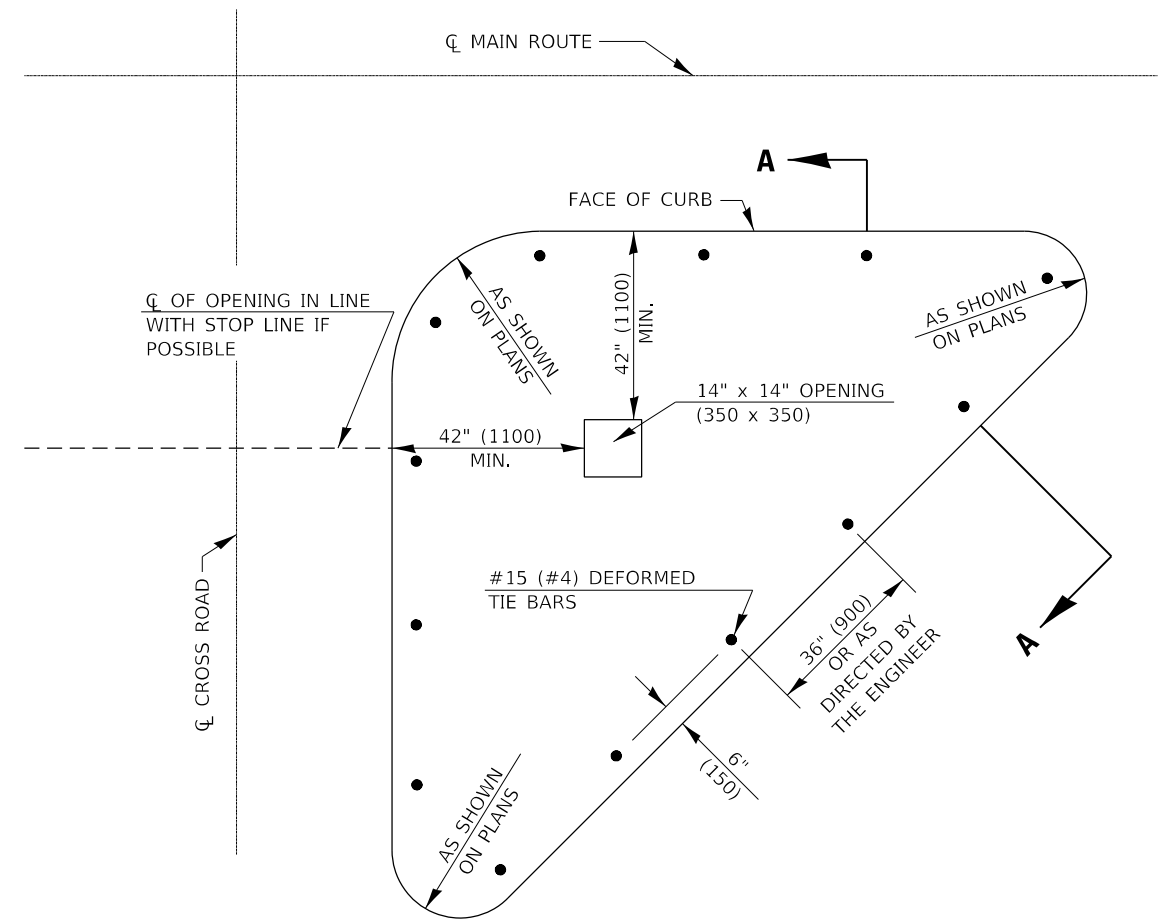 ℄ MAIN ROUTE
A
FACE OF CURB
℄ OF OPENING IN LINE
WITH STOP LINE IF
POSSIBLE
AS SHOWN
ON PLANS
42" (1100)
MIN.
AS SHOWN
ON PLANS
14" x 14" OPENING
(350 x 350)
42" (1100)
MIN.
#15 (#4) DEFORMED
TIE BARS
℄ CROSS ROAD
36" (900)
OR AS
DIRECTED BY
THE ENGINEER
A
6"
(150)
AS SHOWN
ON PLANS